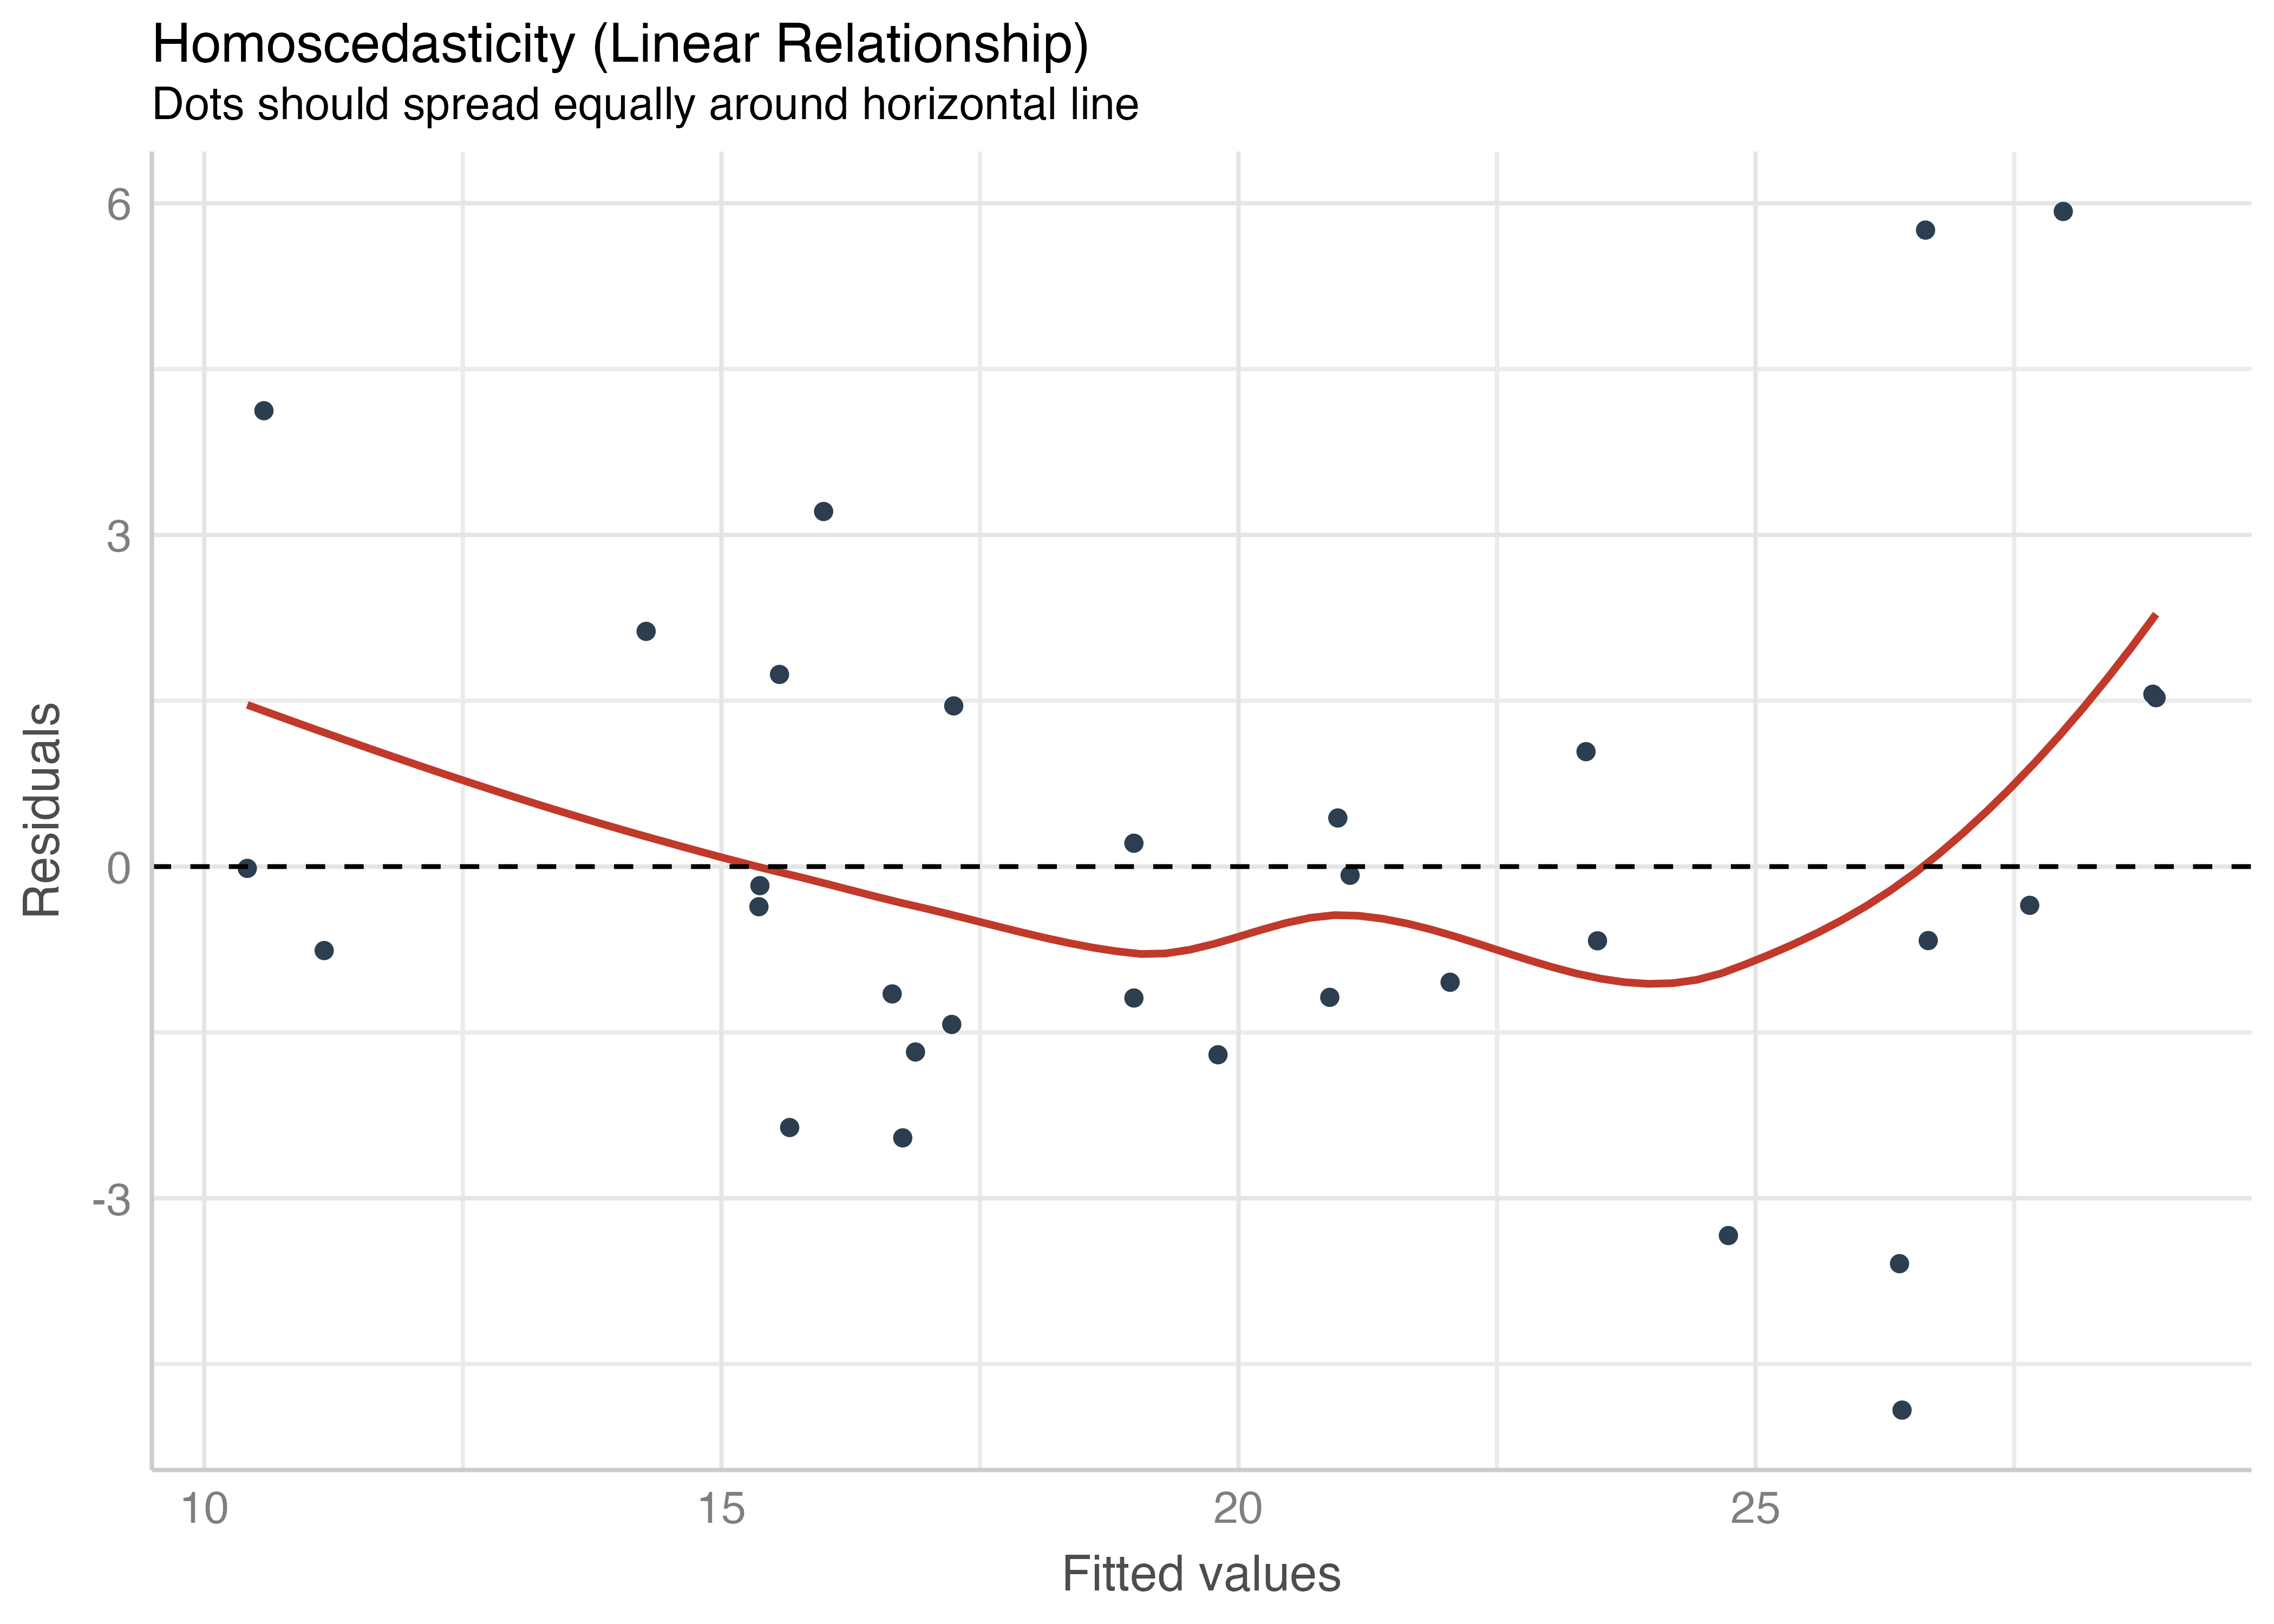 Homoscedasticity (Linear Relationship)
Dots should spread equally around horizontal line
Residuals
6
3
0
-3
10 15 20 25
Fitted values